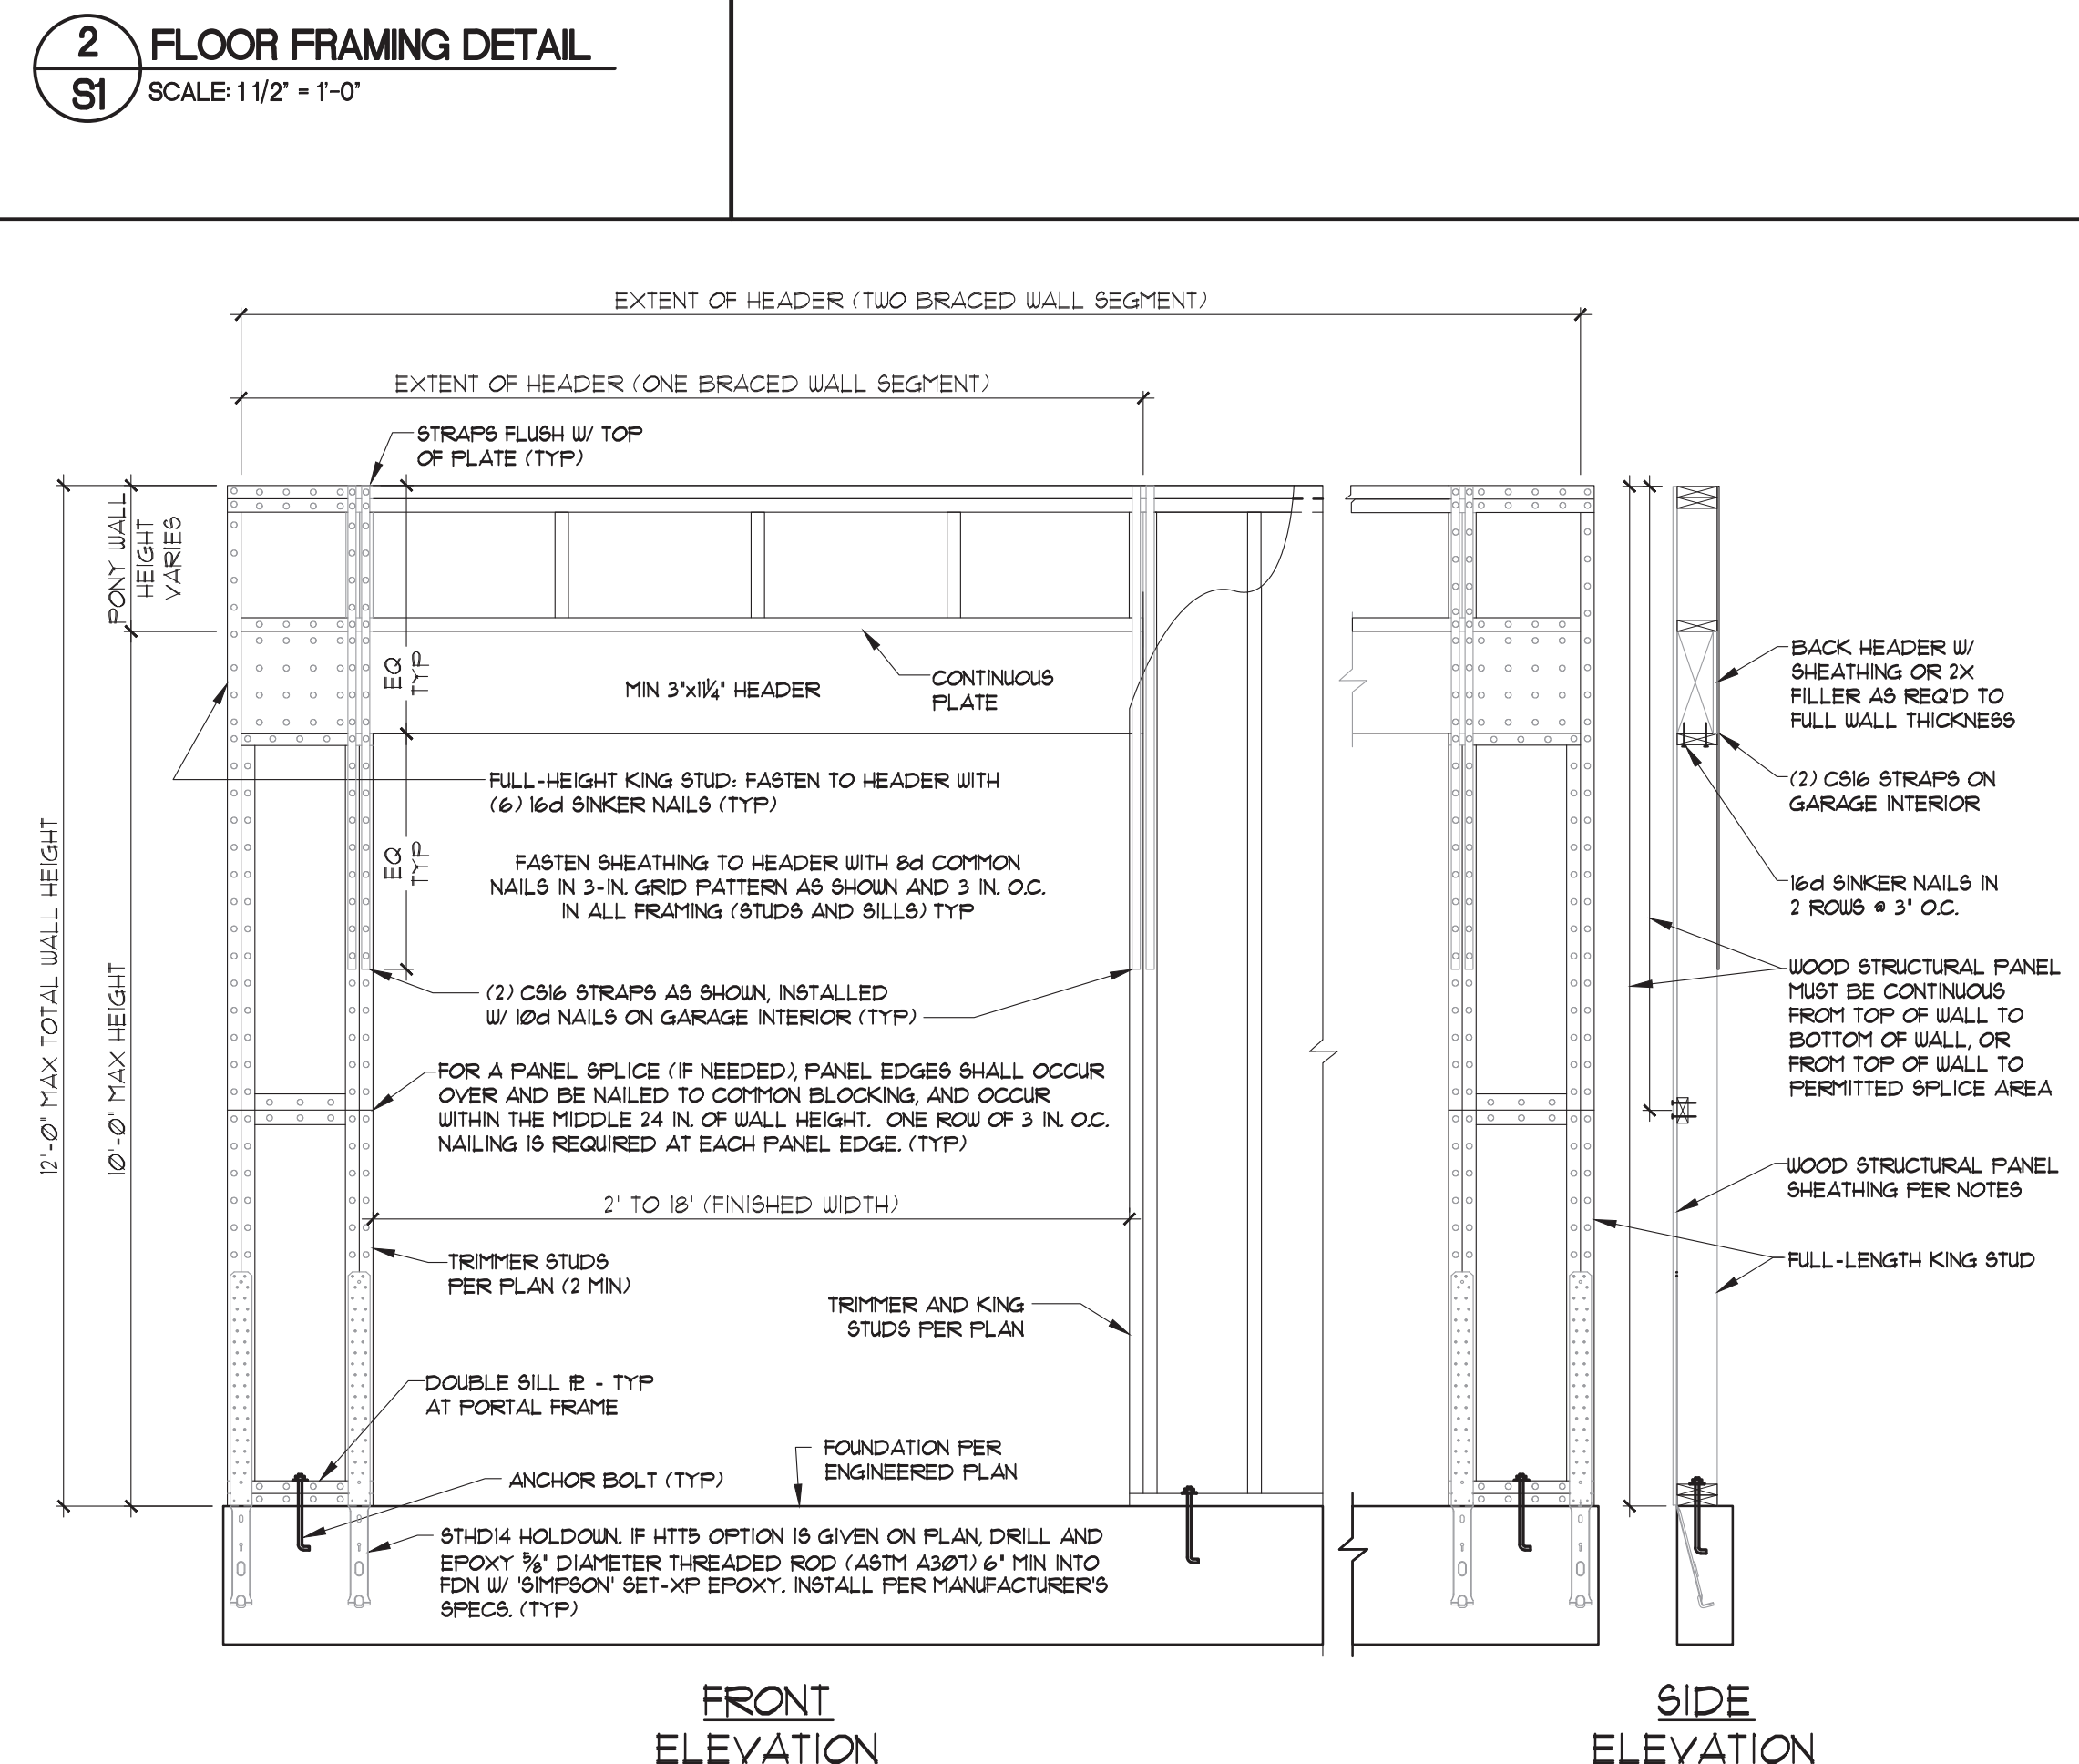 2
S1
FLOOR FRAMING DETAIL
SCALE: 1 1/2" = 1'-0"
EXTENT OF HEADER (TWO BRACED WALL SEGMENT)
EXTENT OF HEADER (ONE BRACED WALL SEGMENT)
STRAPS FLUSH W/ TOP
OF PLATE (TYP)
PONY WALL
HEIGHT
VARIES
12'-0" MAX TOTAL WALL HEIGHT
10'-0" MAX HEIGHT
EQ
TYP
MIN 3"x11¼" HEADER
CONTINUOUS
PLATE
FULL-HEIGHT KING STUD: FASTEN TO HEADER WITH
(6) 16d SINKER NAILS (TYP)
EQ
TYP
FASTEN SHEATHING TO HEADER WITH 8d COMMON
NAILS IN 3-IN. GRID PATTERN AS SHOWN AND 3 IN. O.C.
IN ALL FRAMING (STUDS AND SILLS) TYP
(2) CS16 STRAPS AS SHOWN, INSTALLED
W/ 10d NAILS ON GARAGE INTERIOR (TYP)
FOR A PANEL SPLICE (IF NEEDED), PANEL EDGES SHALL OCCUR
OVER AND BE NAILED TO COMMON BLOCKING, AND OCCUR
WITHIN THE MIDDLE 24 IN. OF WALL HEIGHT. ONE ROW OF 3 IN. O.C.
NAILING IS REQUIRED AT EACH PANEL EDGE. (TYP)
2' TO 18' (FINISHED WIDTH)
TRIMMER STUDS
PER PLAN (2 MIN)
TRIMMER AND KING
STUDS PER PLAN
DOUBLE SILL PL - TYP
AT PORTAL FRAME
FOUNDATION PER
ENGINEERED PLAN
ANCHOR BOLT (TYP)
STHD14 HOLDOWN. IF HTT5 OPTION IS GIVEN ON PLAN, DRILL AND
EPOXY ⅝" DIAMETER THREADED ROD (ASTM A307) 6" MIN INTO
FDN W/ 'SIMPSON' SET-XP EPOXY. INSTALL PER MANUFACTURER'S
SPECS. (TYP)
BACK HEADER W/
SHEATHING OR 2X
FILLER AS REQ'D TO
FULL WALL THICKNESS
(2) CS16 STRAPS ON
GARAGE INTERIOR
16d SINKER NAILS IN
2 ROWS @ 3" O.C.
WOOD STRUCTURAL PANEL
MUST BE CONTINUOUS
FROM TOP OF WALL TO
BOTTOM OF WALL, OR
FROM TOP OF WALL TO
PERMITTED SPLICE AREA
WOOD STRUCTURAL PANEL
SHEATHING PER NOTES
FULL-LENGTH KING STUD
FRONT
ELEVATION
SIDE
ELEVATION